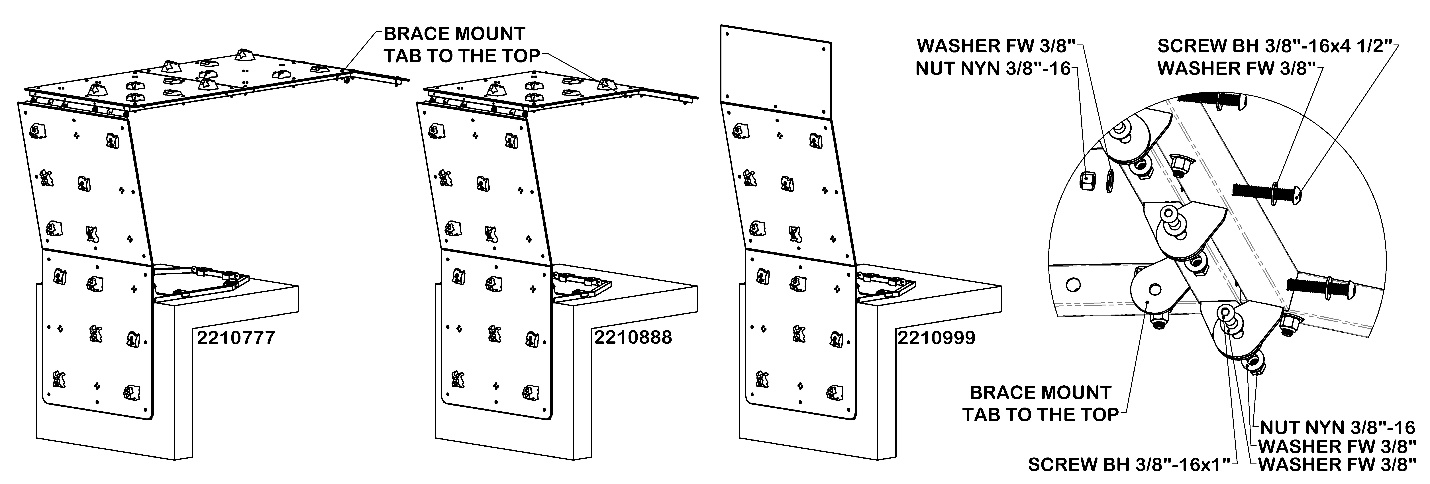 BRACE MOUNT
TAB TO THE TOP
2210777
2210888
2210999
WASHER FW 3/8"
NUT NYN 3/8"-16
SCREW BH 3/8"-16x4 1/2"
WASHER FW 3/8"
BRACE MOUNT
TAB TO THE TOP
NUT NYN 3/8"-16
WASHER FW 3/8"
SCREW BH 3/8"-16x1"
WASHER FW 3/8"